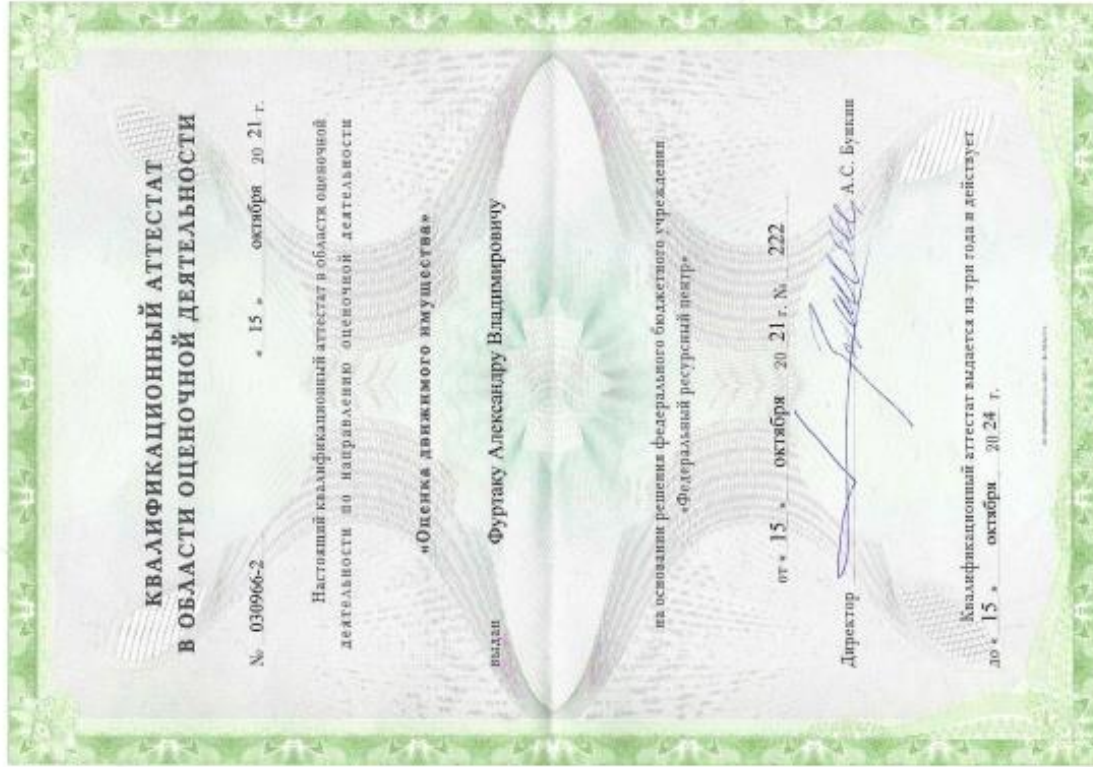 КВАЛИФИКАЦИОННЫЙ АТТЕСТАТ
В ОБЛАСТИ ОЦЕНОЧНОЙ ДЕЯТЕЛЬНОСТИ
№ 030966-2 « 15 » октября 20 21 г.
Настоящий квалификационный аттестат в области оценочной
деятельности по направлению оценочной деятельности
«Оценка движимого имущества»
выдан Фуртаку Александру Владимировичу
на основании решения федерального бюджетного учреждения
«Федеральный ресурсный центр»
от « 15 » октября 20 21 г. № 222
Директор А.С. Бункин
Квалификационный аттестат выдается на три года и действует
до « 15 » октября 20 24 г.